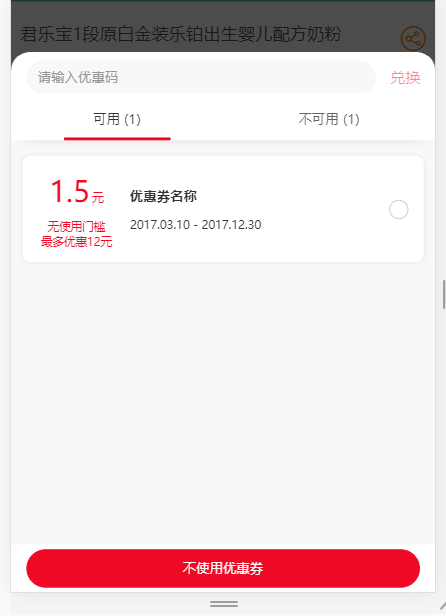 君乐宝1段原白金装乐铂出生婴儿配方奶粉
请输入优惠码
兑换
可用 (1)
不可用 (1)
1.5元
优惠券名称
无使用门槛
2017.03.10 - 2017.12.30
最多优惠12元
不使用优惠券